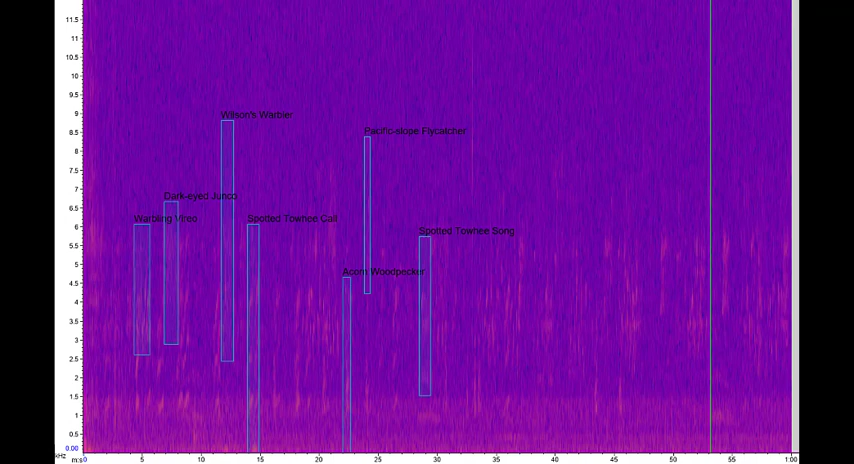 11.5
11
10.5
10
9.5
9
8.5
8
7.5
7
6.5
6
5.5
5
4.5
4
3.5
3
2.5
2
1.5
1
0.5
0.00
kHz
Wilson's Warbler
Pacific-slope Flycatcher
Dark-eyed Junco
Warbling Vireo
Spotted Towhee Call
Spotted Towhee Song
Acorn Woodpecker
m:s 0 5 10 15 20 25 30 35 40 45 50 55 1:00